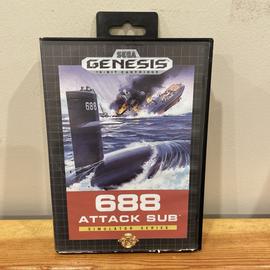 SEGA
GENESIS
16-BIT CARTRIDGE
688
688
ATTACK SUB
SIMULATOR SERIES